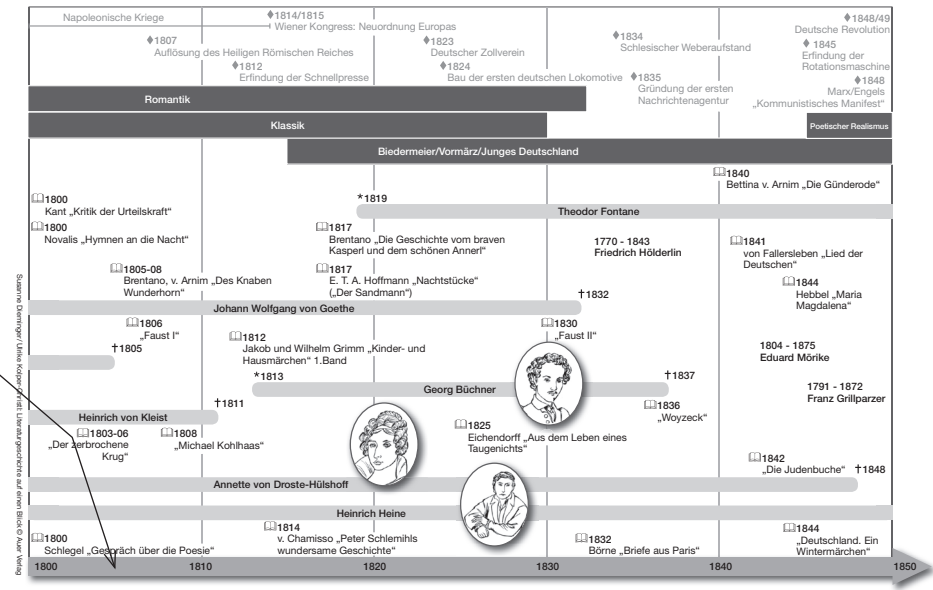 Napoleonische Kriege
♦1814/1815
Wiener Kongress: Neuordnung Europas
♦1848/49
Deutsche Revolution
♦1807
Auflösung des Heiligen Römischen Reiches
♦1823
Deutscher Zollverein
♦1834
Schlesischer Weberaufstand
♦1845
Erfindung der
Rotationsmaschine
♦1812
Erfindung der Schnellpresse
♦1824
Bau der ersten deutschen Lokomotive
♦1835
Gründung der ersten
Nachrichtenagentur
♦1848
Marx/Engels
„Kommunistisches Manifest“
Romantik
Klassik
Poetischer Realismus
Biedermeier/Vormärz/Junges Deutschland
1840
Bettina v. Arnim „Die Günderode“
1800
Kant „Kritik der Urteilskraft“
*1819
Theodor Fontane
1800
Novalis „Hymnen an die Nacht“
1817
Brentano „Die Geschichte vom braven
Kasperl und dem schönen Annerl“
1770 - 1843
Friedrich Hölderlin
1841
von Fallersleben „Lied der
Deutschen“
1805-08
Brentano, v. Arnim „Des Knaben
Wunderhorn“
1817
E. T. A. Hoffmann „Nachtstücke“
(„Der Sandmann“)
1844
Hebbel „Maria
Magdalena“
†1832
Johann Wolfgang von Goethe
1806
„Faust I“
1812
Jakob und Wilhelm Grimm „Kinder- und
Hausmärchen“ 1.Band
1830
„Faust II“
†1805
1804 - 1875
Eduard Mörike
*1813
Georg Büchner
†1837
1791 - 1872
Franz Grillparzer
†1811
Heinrich von Kleist
1836
„Woyzeck“
1803-06
„Der zerbrochene
Krug“
1808
„Michael Kohlhaas“
1825
Eichendorff „Aus dem Leben eines
Taugenichts“
1842
„Die Judenbuche“
†1848
Annette von Droste-Hülshoff
Heinrich Heine
1800
Schlegel „Gespräch über die Poesie“
1814
v. Chamisso „Peter Schlemihls
wundersame Geschichte“
1832
Börne „Briefe aus Paris“
1844
„Deutschland. Ein
Wintermärchen“
1800 1810 1820 1830 1840 1850
Literaturgeschichte auf einen Blick © Auer Verlag